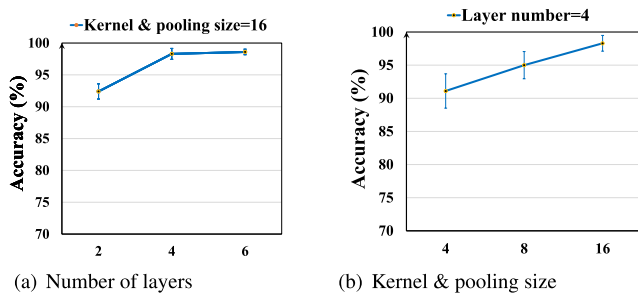 Kernel & pooling size=16
Accuracy (%)
100
95
90
85
80
75
70
2 4 6
(a) Number of layers
Layer number=4
Accuracy (%)
100
95
90
85
80
75
70
4 8 16
(b) Kernel & pooling size